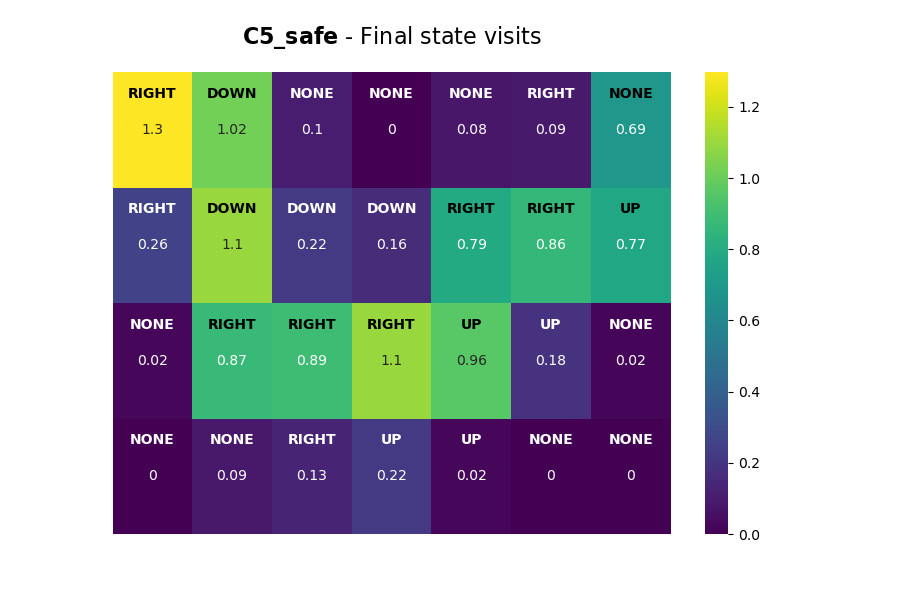 C5_safe - Final state visits
RIGHT DOWN NONE NONE NONE RIGHT NONE
1.3 1.02 0.1 0 0.08 0.09 0.69
RIGHT DOWN DOWN DOWN RIGHT RIGHT UP
0.26 1.1 0.22 0.16 0.79 0.86 0.77
NONE RIGHT RIGHT RIGHT UP UP NONE
0.02 0.87 0.89 1.1 0.96 0.18 0.02
NONE NONE RIGHT UP UP NONE NONE
0 0.09 0.13 0.22 0.02 0 0
1.2
1.0
0.8
0.6
0.4
0.2
0.0